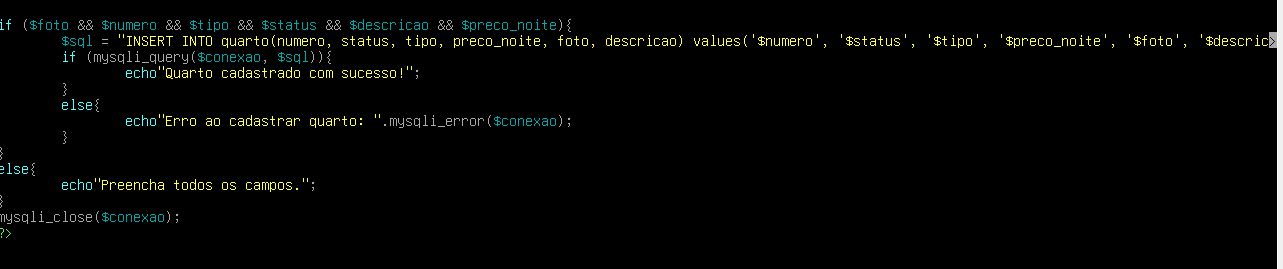 if ($foto && $numero && $tipo && $status && $descricao && $preco_noite){
$sql = "INSERT INTO quarto(numero, status, tipo, preco_noite, foto, descricao) values('$numero', '$status', '$tipo', '$preco_noite', '$foto', '$descric>
if (mysqli_query($conexao, $sql)){
echo"Quarto cadastrado com sucesso!";
}
else{
echo"Erro ao cadastrar quarto: ".mysqli_error($conexao);
}
}
else{
echo"Preencha todos os campos.";
}
mysqli_close($conexao);
?>